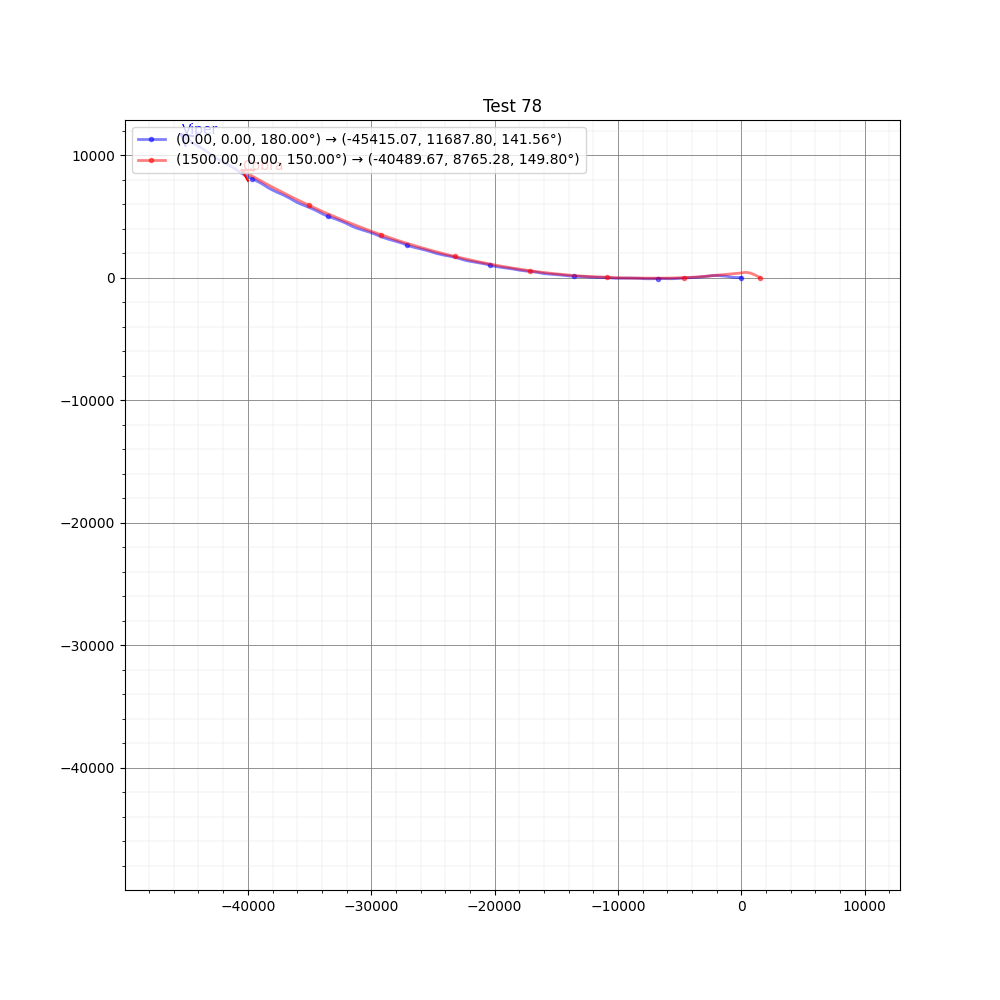 Test 78
Viper
(0.00, 0.00, 180.00°) → (-45415.07, 11687.80, 141.56°)
(1500.00, 0.00, 150.00°) → (-40489.67, 8765.28, 149.80°)
Cobra
10000
0
−10000
−20000
−30000
−40000
−40000 −30000 −20000 −10000 0 10000